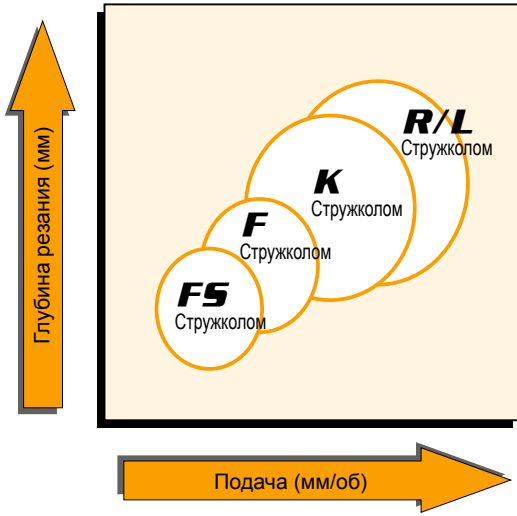 Глубина резания (мм)
R/L
Стружколом
K
Стружколом
F
Стружколом
FS
Стружколом
Подача (мм/об)